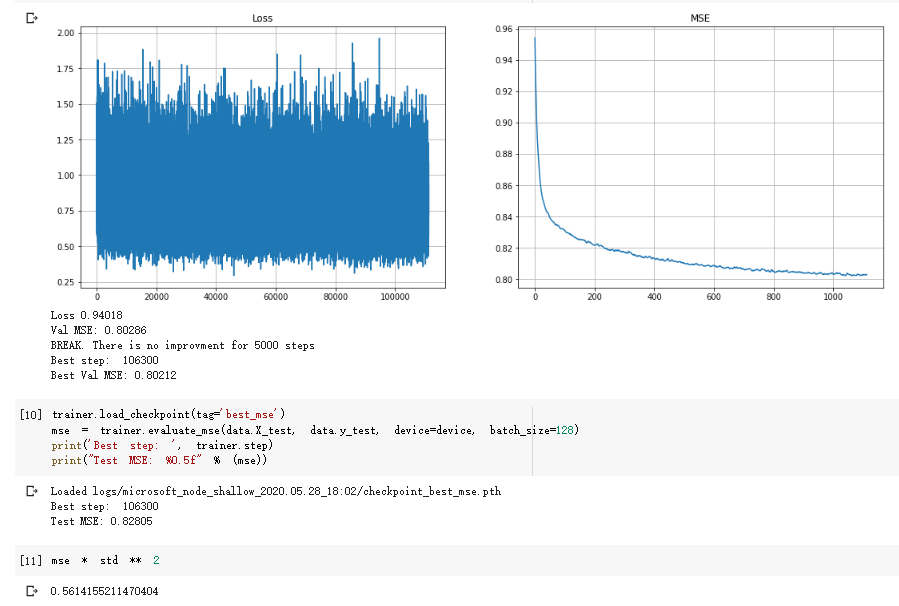 Loss
MSE
2.00
1.75
1.50
1.25
1.00
0.75
0.50
0.25
0 20000 40000 60000 80000 100000
0.96
0.94
0.92
0.90
0.88
0.86
0.84
0.82
0.80
0 200 400 600 800 1000
Loss 0.94018
Val MSE: 0.80286
BREAK. There is no improvment for 5000 steps
Best step:  106300
Best Val MSE: 0.80212
[10] trainer.load_checkpoint(tag='best_mse')
mse = trainer.evaluate_mse(data.X_test, data.y_test, device=device, batch_size=128)
print('Best step: ', trainer.step)
print("Test MSE: %0.5f" % (mse))
Loaded logs/microsoft_node_shallow_2020.05.28_18:02/checkpoint_best_mse.pth
Best step:  106300
Test MSE: 0.82805
[11] mse * std ** 2
0.5614155211470404